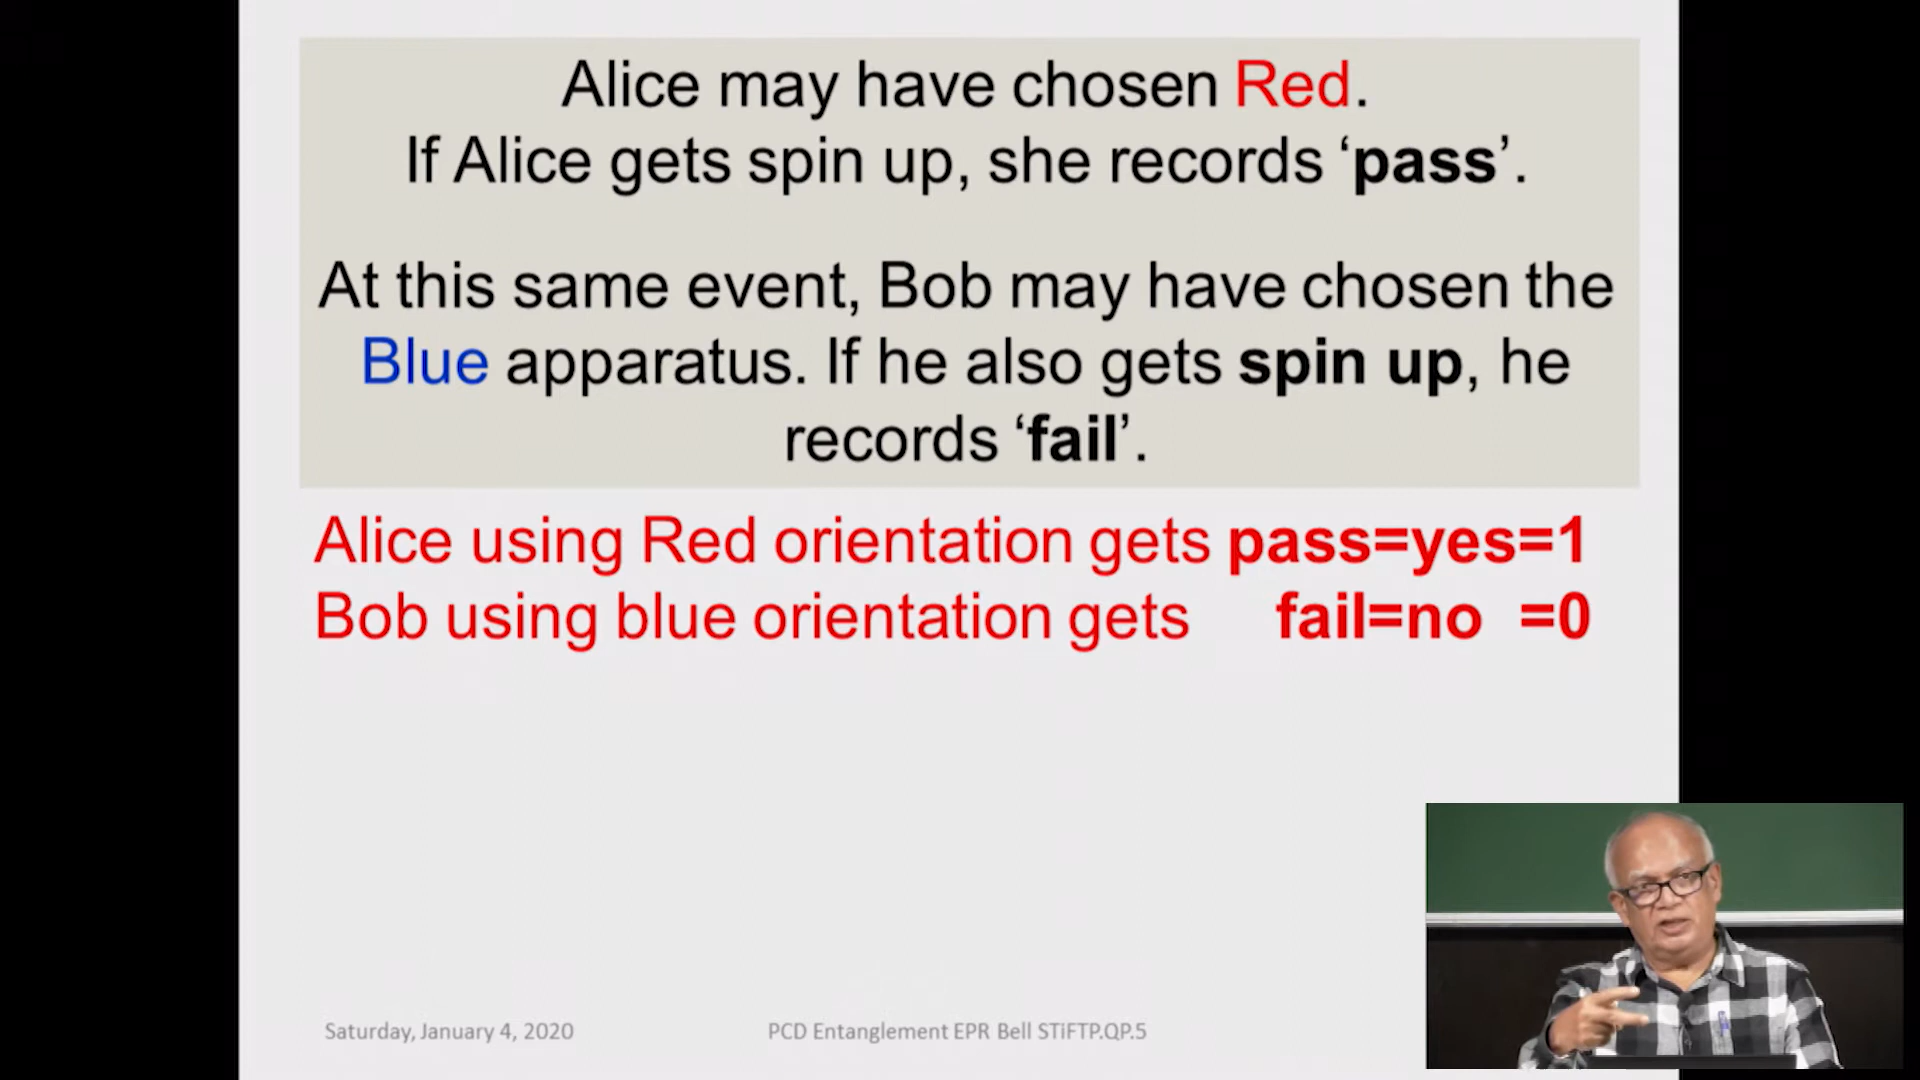 Alice may have chosen Red.
If Alice gets spin up, she records ‘pass’.
At this same event, Bob may have chosen the
Blue apparatus. If he also gets spin up, he
records ‘fail’.
Alice using Red orientation gets pass=yes=1
Bob using blue orientation gets fail=no =0
Saturday, January 4, 2020
PCD Entanglement EPR Bell STiFTP.QP.5